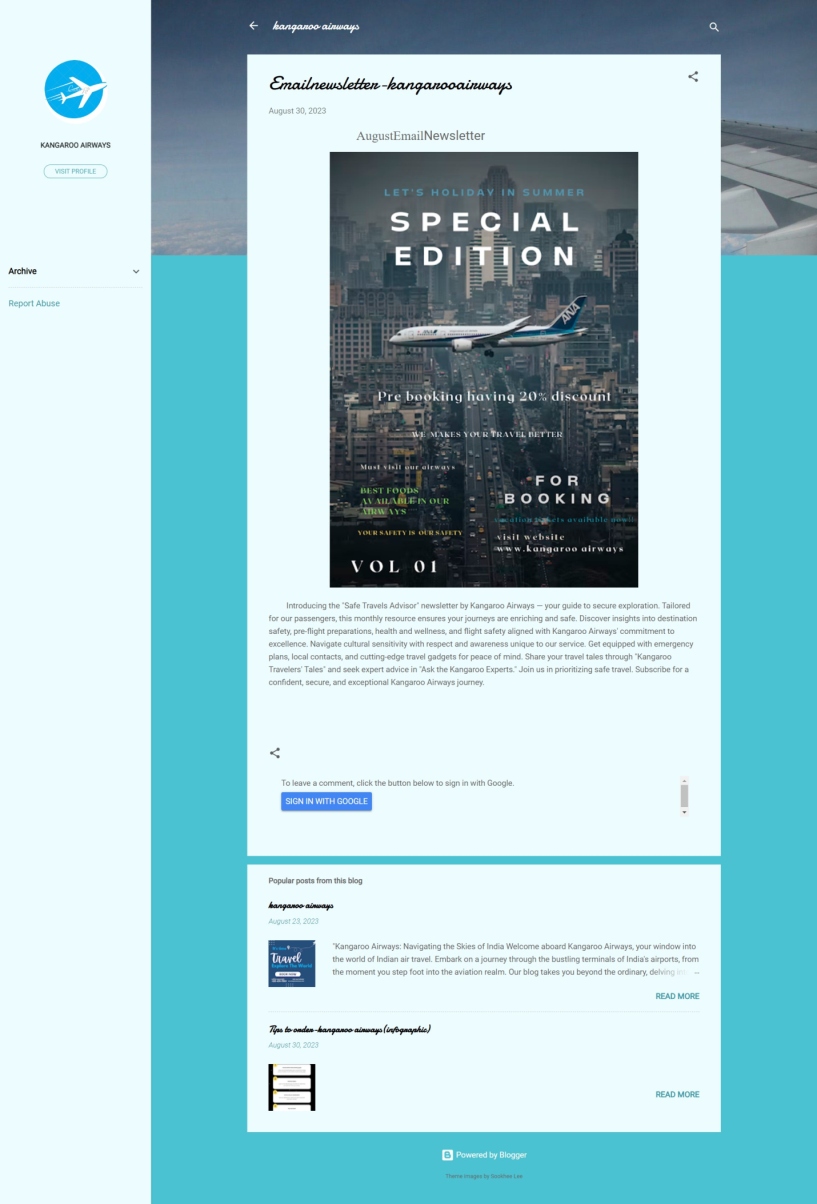 kangaroo airways
KANGAROO AIRWAYS
VISIT PROFILE
Archive
Report Abuse
Emailnewsletter-kangarooairways
August 30, 2023
AugustEmailNewsletter
LET'S HOLIDAY IN SUMMER
SPECIAL
EDITION
ANA
ANA
Pre booking having 20% discount
WE MAKES YOUR TRAVEL BETTER
Must visit our airways
BEST FOODS
AVAILABLE IN OUR
AIRWAYS
YOUR SAFETY IS OUR SAFETY
VOL 01
FOR
BOOKING
vacation tickets available now!!
visit website
www.kangaroo airways
Introducing the "Safe Travels Advisor" newsletter by Kangaroo Airways — your guide to secure exploration. Tailored
for our passengers, this monthly resource ensures your journeys are enriching and safe. Discover insights into destination
safety, pre-flight preparations, health and wellness, and flight safety aligned with Kangaroo Airways' commitment to
excellence. Navigate cultural sensitivity with respect and awareness unique to our service. Get equipped with emergency
plans, local contacts, and cutting-edge travel gadgets for peace of mind. Share your travel tales through "Kangaroo
Travelers' Tales" and seek expert advice in "Ask the Kangaroo Experts." Join us in prioritizing safe travel. Subscribe for a
confident, secure, and exceptional Kangaroo Airways journey.
To leave a comment, click the button below to sign in with Google.
SIGN IN WITH GOOGLE
Popular posts from this blog
kangaroo airways
August 23, 2023
Travel
Explore The World
"Kangaroo Airways: Navigating the Skies of India Welcome aboard Kangaroo Airways, your window into
the world of Indian air travel. Embark on a journey through the bustling terminals of India's airports, from
the moment you step foot into the aviation realm. Our blog takes you beyond the ordinary, delving into ...
READ MORE
Tips to order -kangaroo airways(infographic)
August 30, 2023
READ MORE
Powered by Blogger
Theme images by Sookhee Lee